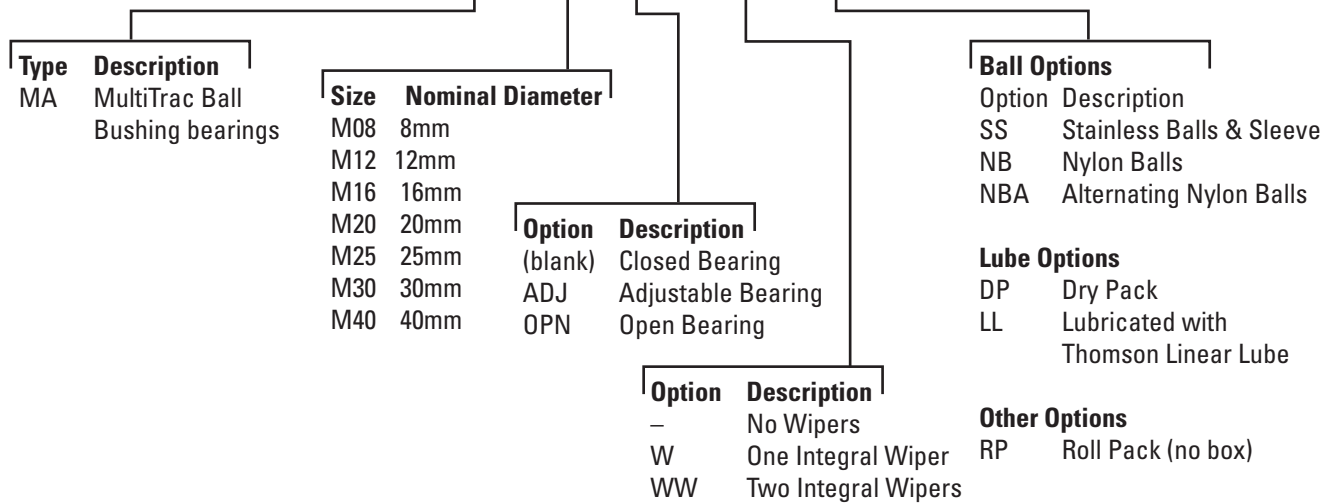 Type Description
MA MultiTrac Ball
Bushing bearings
Size Nominal Diameter
M08 8mm
M12 12mm
M16 16mm
M20 20mm
M25 25mm
M30 30mm
M40 40mm
Option Description
(blank) Closed Bearing
ADJ Adjustable Bearing
OPN Open Bearing
Option Description
– No Wipers
W One Integral Wiper
WW Two Integral Wipers
Ball Options
Option Description
SS Stainless Balls & Sleeve
NB Nylon Balls
NBA Alternating Nylon Balls
Lube Options
DP Dry Pack
LL Lubricated with
Thomson Linear Lube
Other Options
RP Roll Pack (no box)